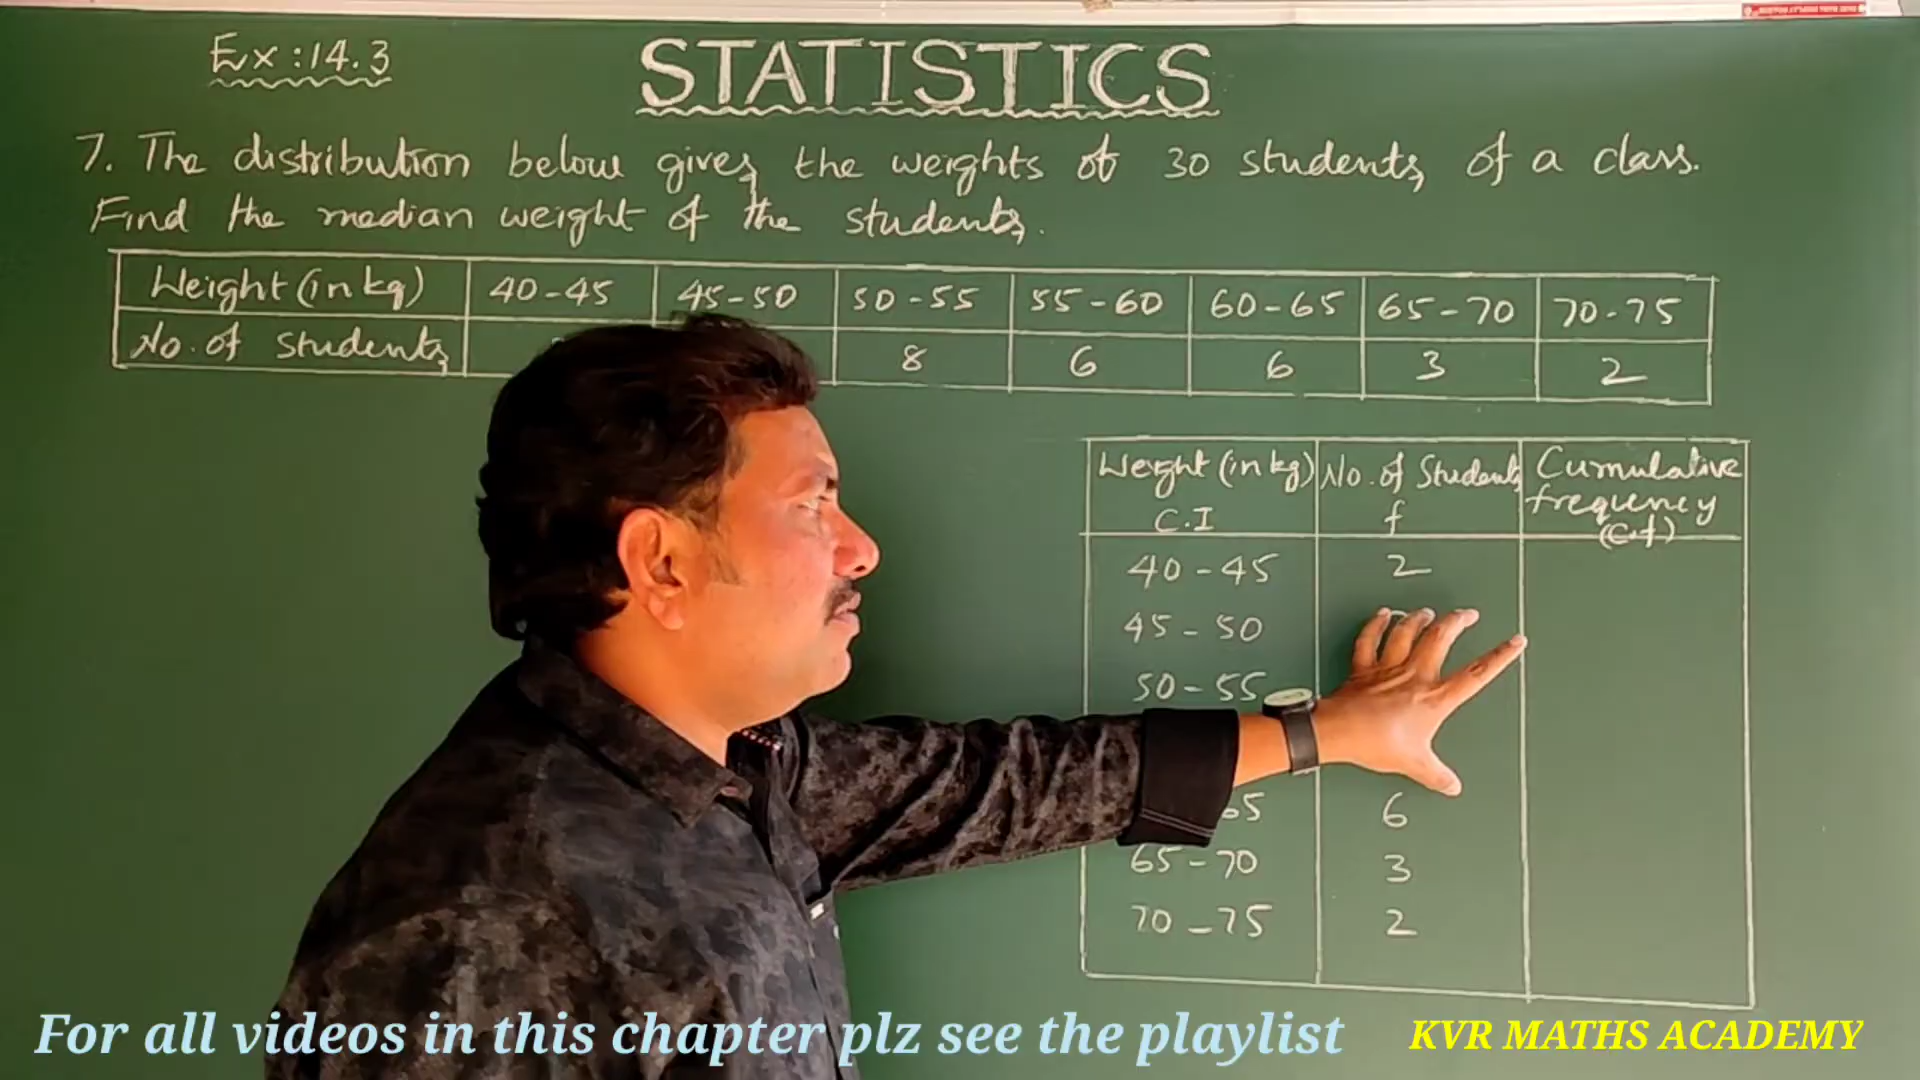 Ex:14.3
STATISTICS
7. The distribution below gives the weights of 30 students of a class.
Find the median weight of the students.
Weight (in kg) 40-45 45-50 50-55 55-60 60-65 65-70 70-75
No. of students 8 6 6 3 2
Weight (in kg) C.I No. of Students f Cumulative frequency (C.f)
40-45 2
45-50
50-55
65 6
65-70 3
70-75 2
For all videos in this chapter plz see the playlist
KVR MATHS ACADEMY